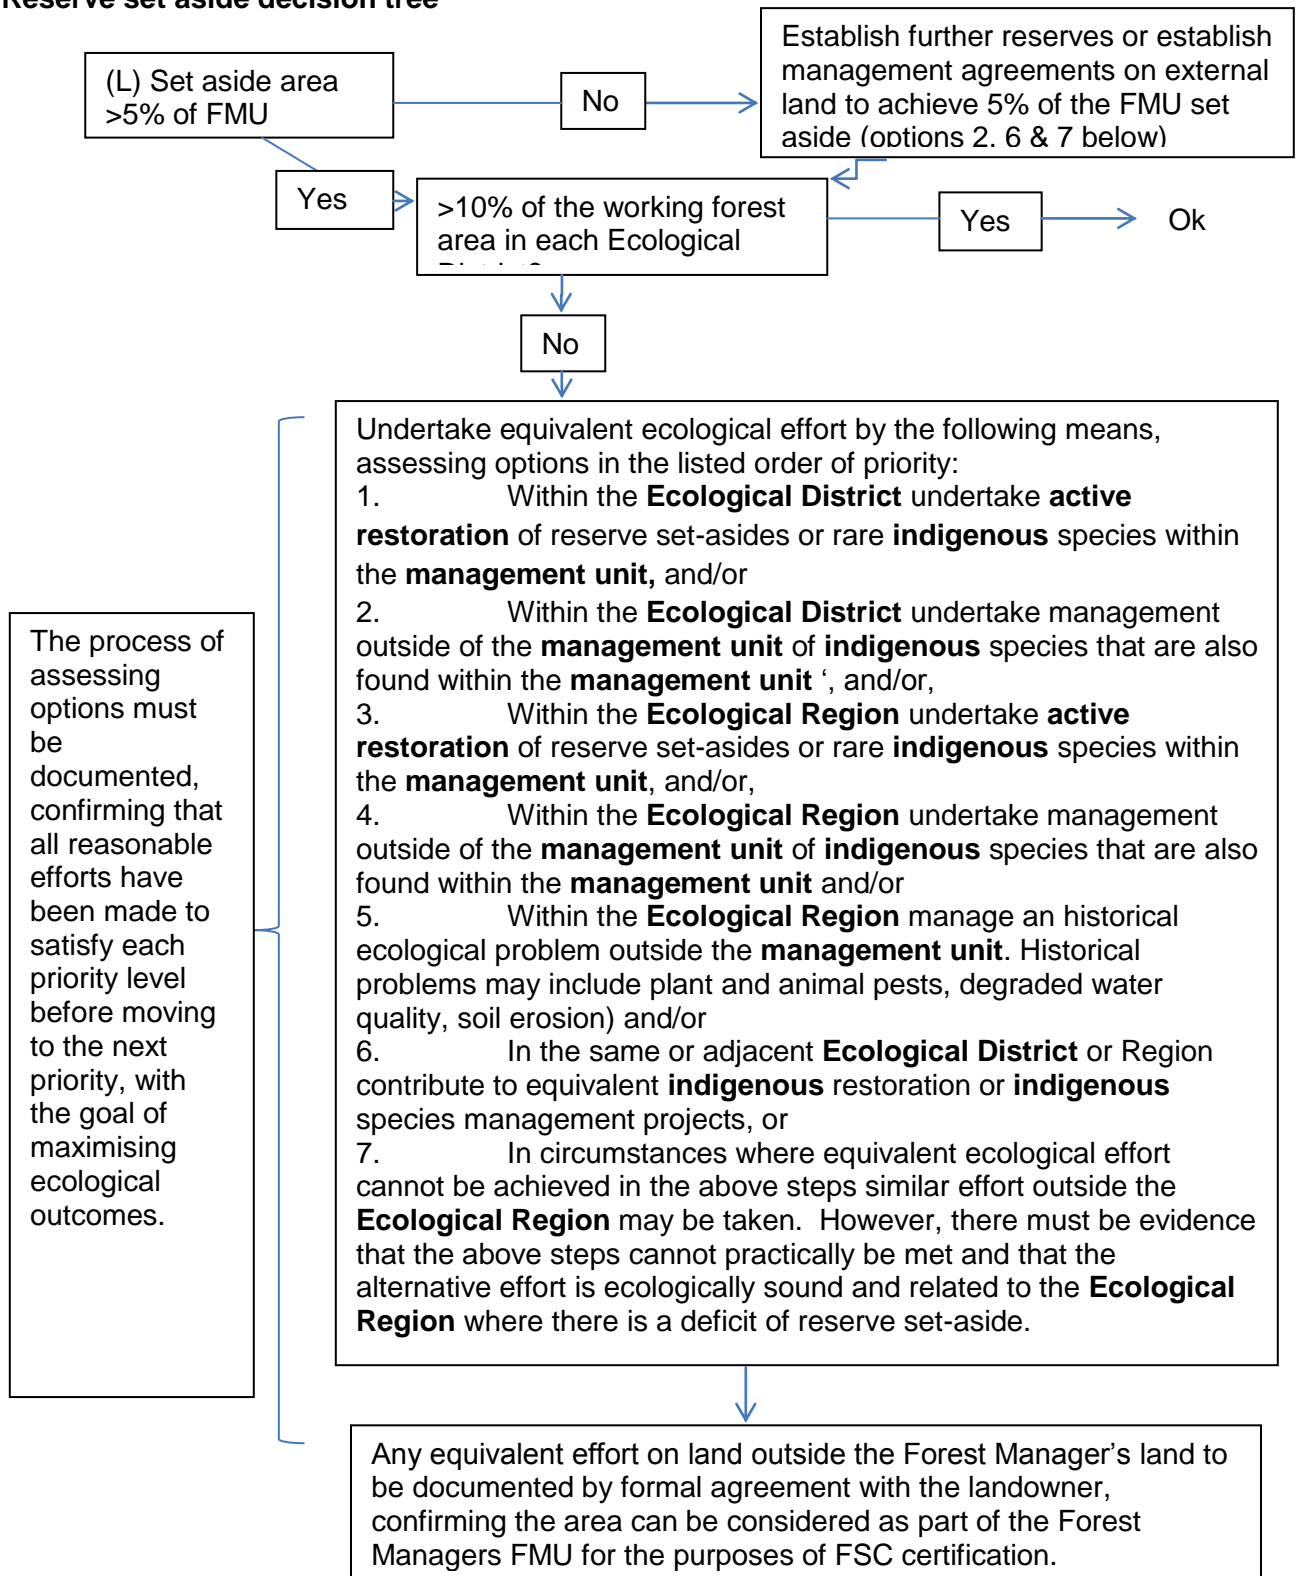 Reserve set aside decision tree
(L) Set aside area
>5% of FMU
No
Establish further reserves or establish
management agreements on external
land to achieve 5% of the FMU set
aside (options 2, 6 & 7 below)
Yes
>10% of the working forest
area in each Ecological
District?
Yes
Ok
No
The process of
assessing
options must
be
documented,
confirming that
all reasonable
efforts have
been made to
satisfy each
priority level
before moving
to the next
priority, with
the goal of
maximising
ecological
outcomes.
Undertake equivalent ecological effort by the following means,
assessing options in the listed order of priority:
1. Within the Ecological District undertake active
restoration of reserve set-asides or rare indigenous species within
the management unit, and/or
2. Within the Ecological District undertake management
outside of the management unit of indigenous species that are also
found within the management unit ‘, and/or,
3. Within the Ecological Region undertake active
restoration of reserve set-asides or rare indigenous species within
the management unit, and/or,
4. Within the Ecological Region undertake management
outside of the management unit of indigenous species that are also
found within the management unit and/or
5. Within the Ecological Region manage an historical
ecological problem outside the management unit. Historical
problems may include plant and animal pests, degraded water
quality, soil erosion) and/or
6. In the same or adjacent Ecological District or Region
contribute to equivalent indigenous restoration or indigenous
species management projects, or
7. In circumstances where equivalent ecological effort
cannot be achieved in the above steps similar effort outside the
Ecological Region may be taken. However, there must be evidence
that the above steps cannot practically be met and that the
alternative effort is ecologically sound and related to the Ecological
Region where there is a deficit of reserve set-aside.
Any equivalent effort on land outside the Forest Manager’s land to
be documented by formal agreement with the landowner,
confirming the area can be considered as part of the Forest
Managers FMU for the purposes of FSC certification.